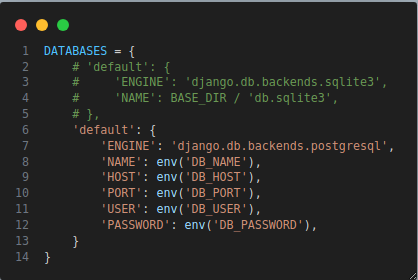 1 DATABASES = {
2     # 'default': {
3     #     'ENGINE': 'django.db.backends.sqlite3',
4     #     'NAME': BASE_DIR / 'db.sqlite3',
5     # },
6     'default': {
7         'ENGINE': 'django.db.backends.postgresql',
8         'NAME': env('DB_NAME'),
9         'HOST': env('DB_HOST'),
10         'PORT': env('DB_PORT'),
11         'USER': env('DB_USER'),
12         'PASSWORD': env('DB_PASSWORD'),
13     }
14 }